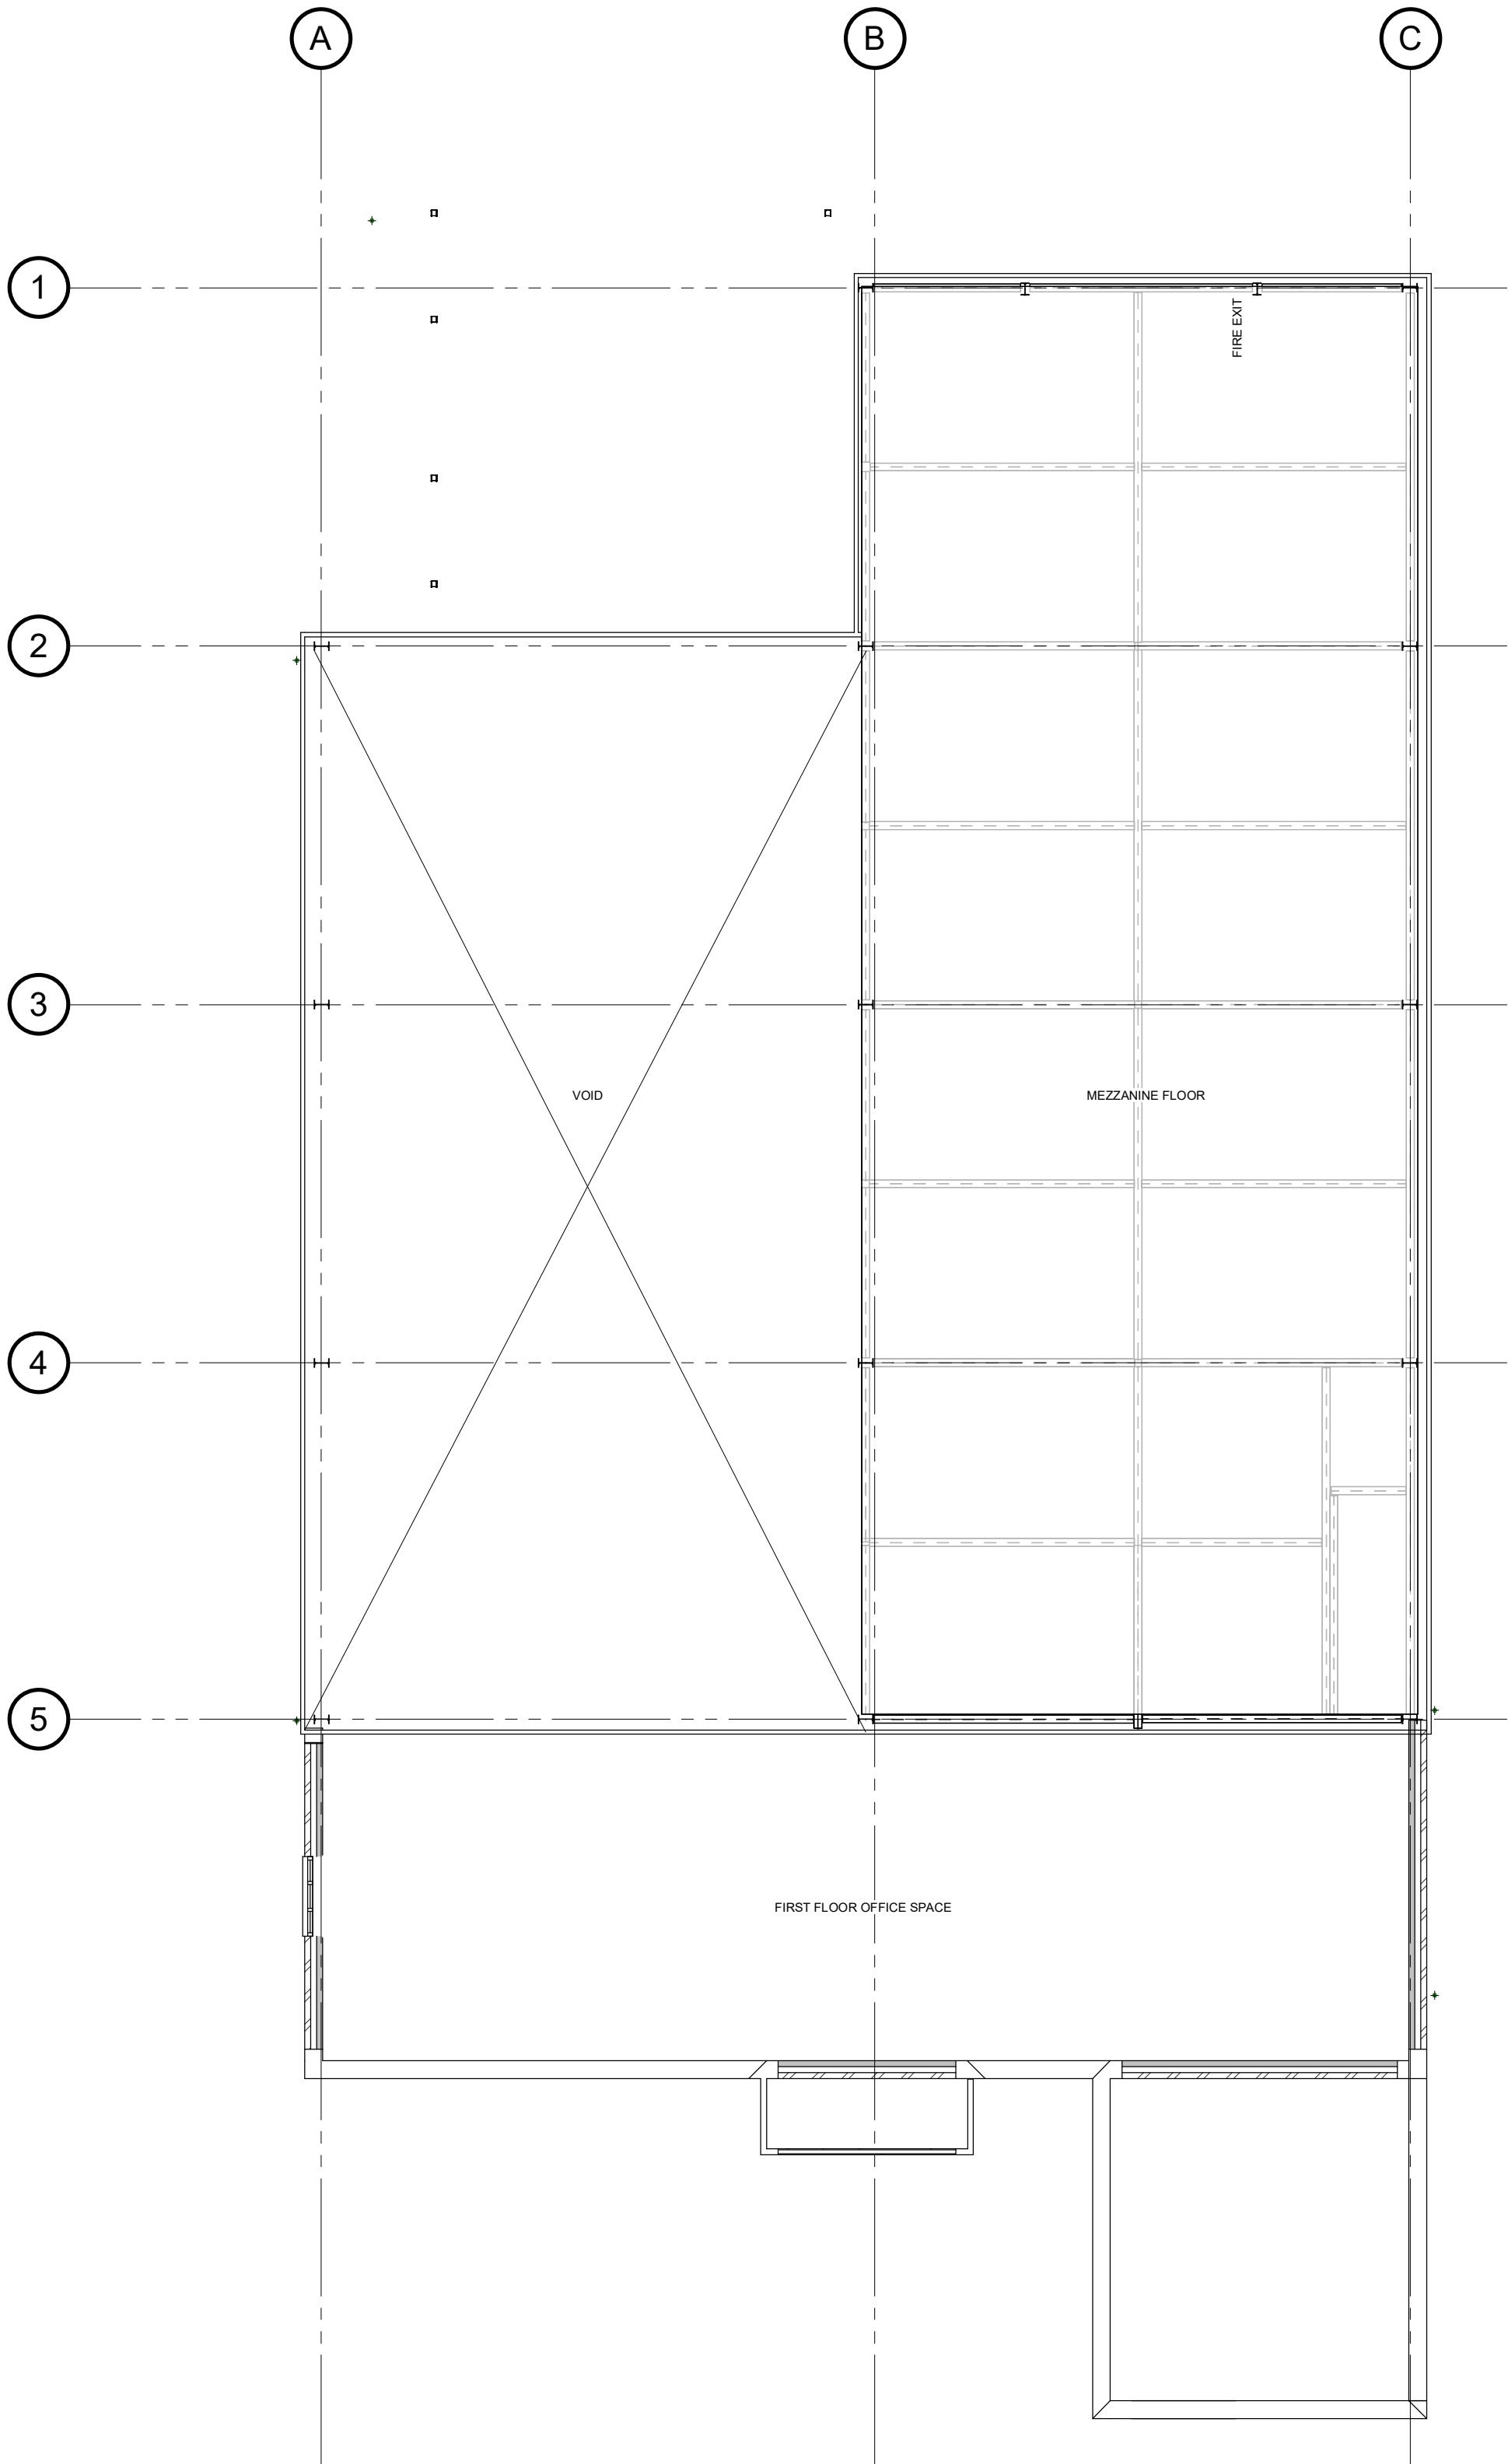 A
B
C
1
FIRE EXIT
2
3
VOID
MEZZANINE FLOOR
4
5
FIRST FLOOR OFFICE SPACE